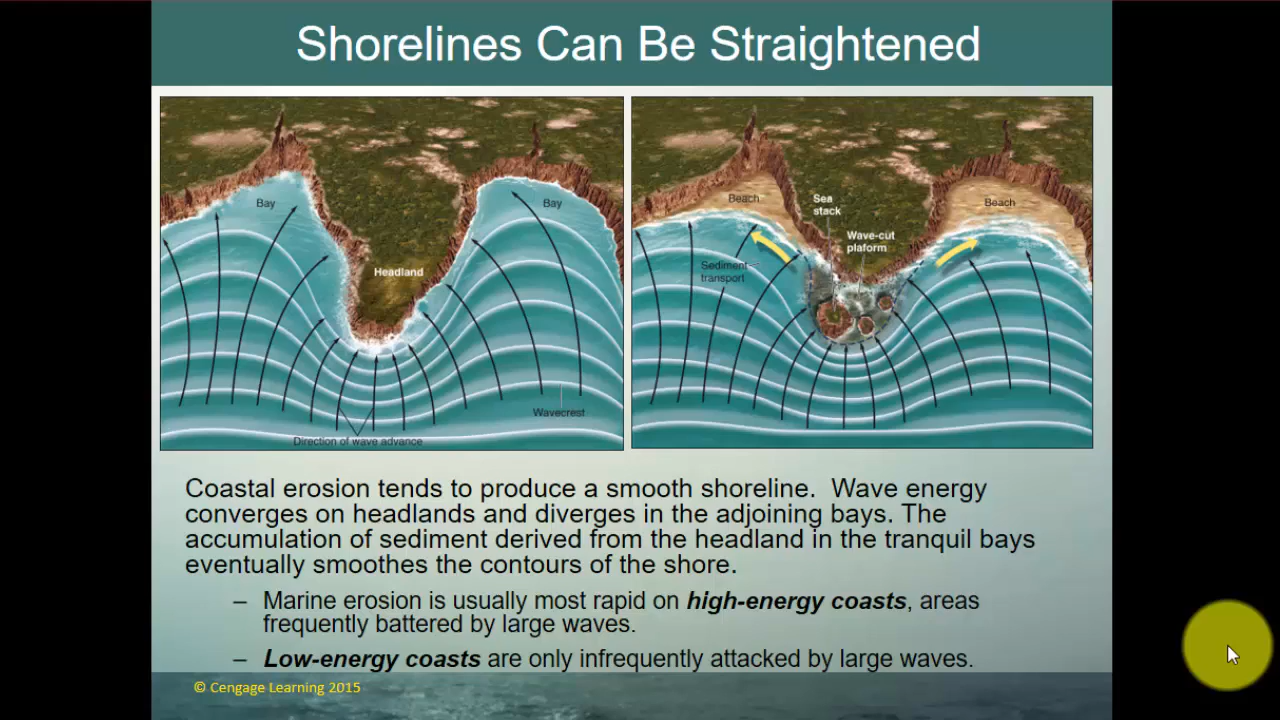 Shorelines Can Be Straightened
Bay
Bay
Headland
Wavecrest
Direction of wave advance
Beach
Sea
stack
Beach
Wave-cut
plaform
Sediment
transport
Coastal erosion tends to produce a smooth shoreline. Wave energy
converges on headlands and diverges in the adjoining bays. The
accumulation of sediment derived from the headland in the tranquil bays
eventually smoothes the contours of the shore.
– Marine erosion is usually most rapid on high-energy coasts, areas
frequently battered by large waves.
– Low-energy coasts are only infrequently attacked by large waves.
© Cengage Learning 2015